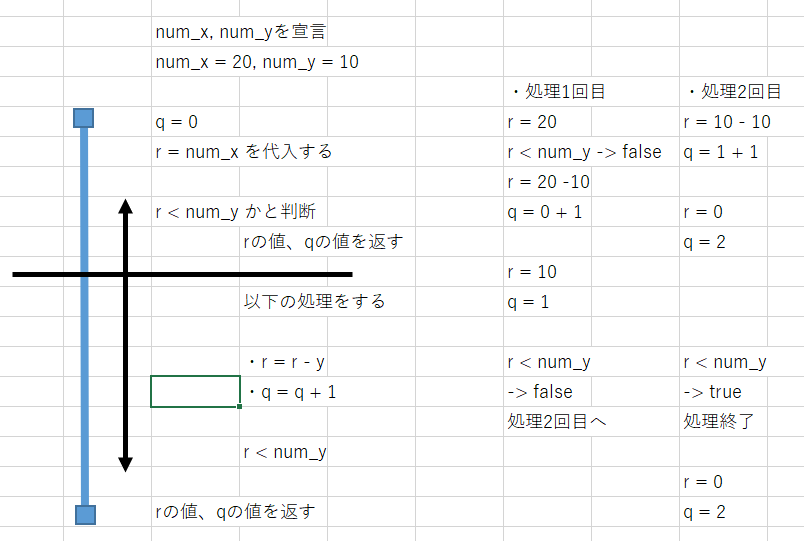 num_x, num_yを宣言
num_x = 20, num_y = 10
q = 0
r = num_x を代入する
r < num_y かと判断
rの値、qの値を返す
以下の処理をする
・r = r - y
・q = q + 1
r < num_y
rの値、qの値を返す
・処理1回目
r = 20
r < num_y -> false
r = 20 -10
q = 0 + 1
r = 10
q = 1
r < num_y
-> false
処理2回目へ
・処理2回目
r = 10 - 10
q = 1 + 1
r = 0
q = 2
r < num_y
-> true
処理終了
r = 0
q = 2